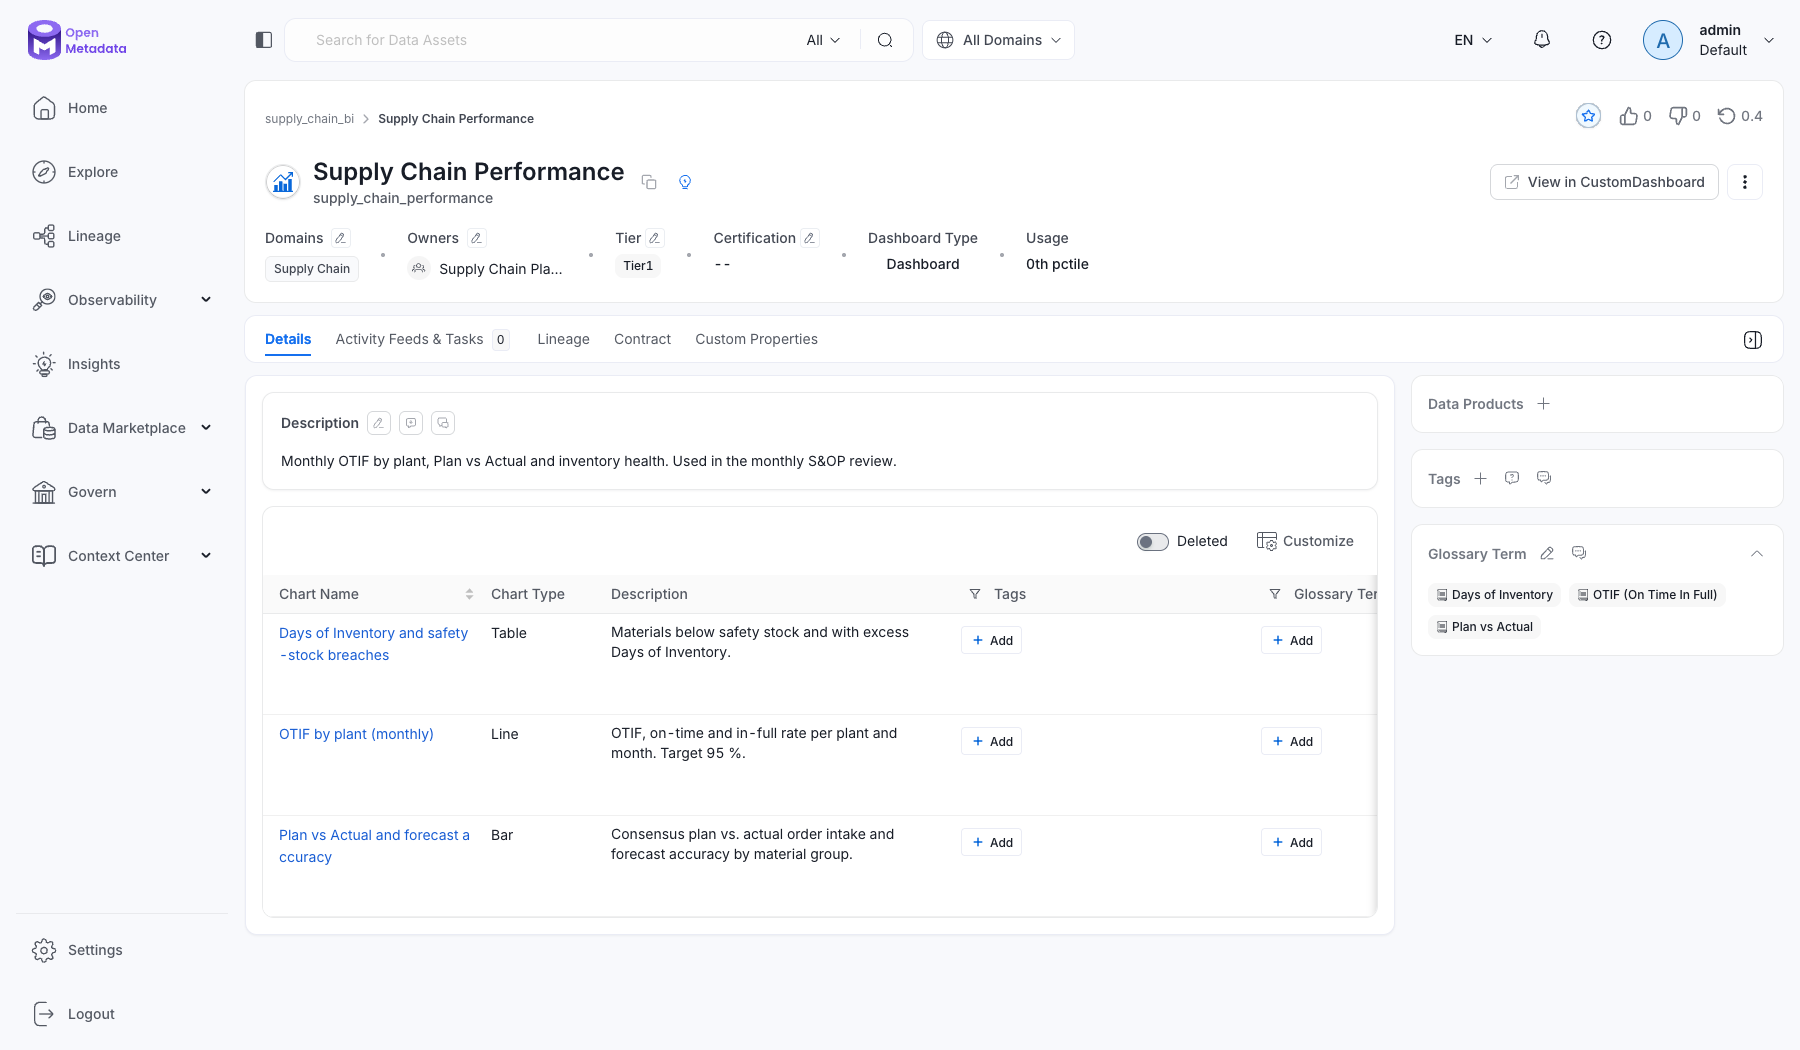 Open
Metadata
Search for Data Assets
All
All Domains
EN
A
admin
Default
Home
Explore
Lineage
Observability
Insights
Data Marketplace
Govern
Context Center
Settings
Logout
supply_chain_bi
Supply Chain Performance
0
0
0.4
Supply Chain Performance
supply_chain_performance
View in CustomDashboard
Domains
Owners
Tier
Certification
Dashboard Type
Usage
Supply Chain
Supply Chain Pla...
Tier1
--
Dashboard
0th pctile
Details
Activity Feeds & Tasks 0
Lineage
Contract
Custom Properties
Description
Monthly OTIF by plant, Plan vs Actual and inventory health. Used in the monthly S&OP review.
Deleted
Customize
Chart Name
Chart Type
Description
Tags
Glossary Ter
Days of Inventory and safety
-stock breaches
Table
Materials below safety stock and with excess
Days of Inventory.
Add
Add
OTIF by plant (monthly)
Line
OTIF, on-time and in-full rate per plant and
month. Target 95 %.
Add
Add
Plan vs Actual and forecast a
ccuracy
Bar
Consensus plan vs. actual order intake and
forecast accuracy by material group.
Add
Add
Data Products
Tags
Glossary Term
Days of Inventory
OTIF (On Time In Full)
Plan vs Actual